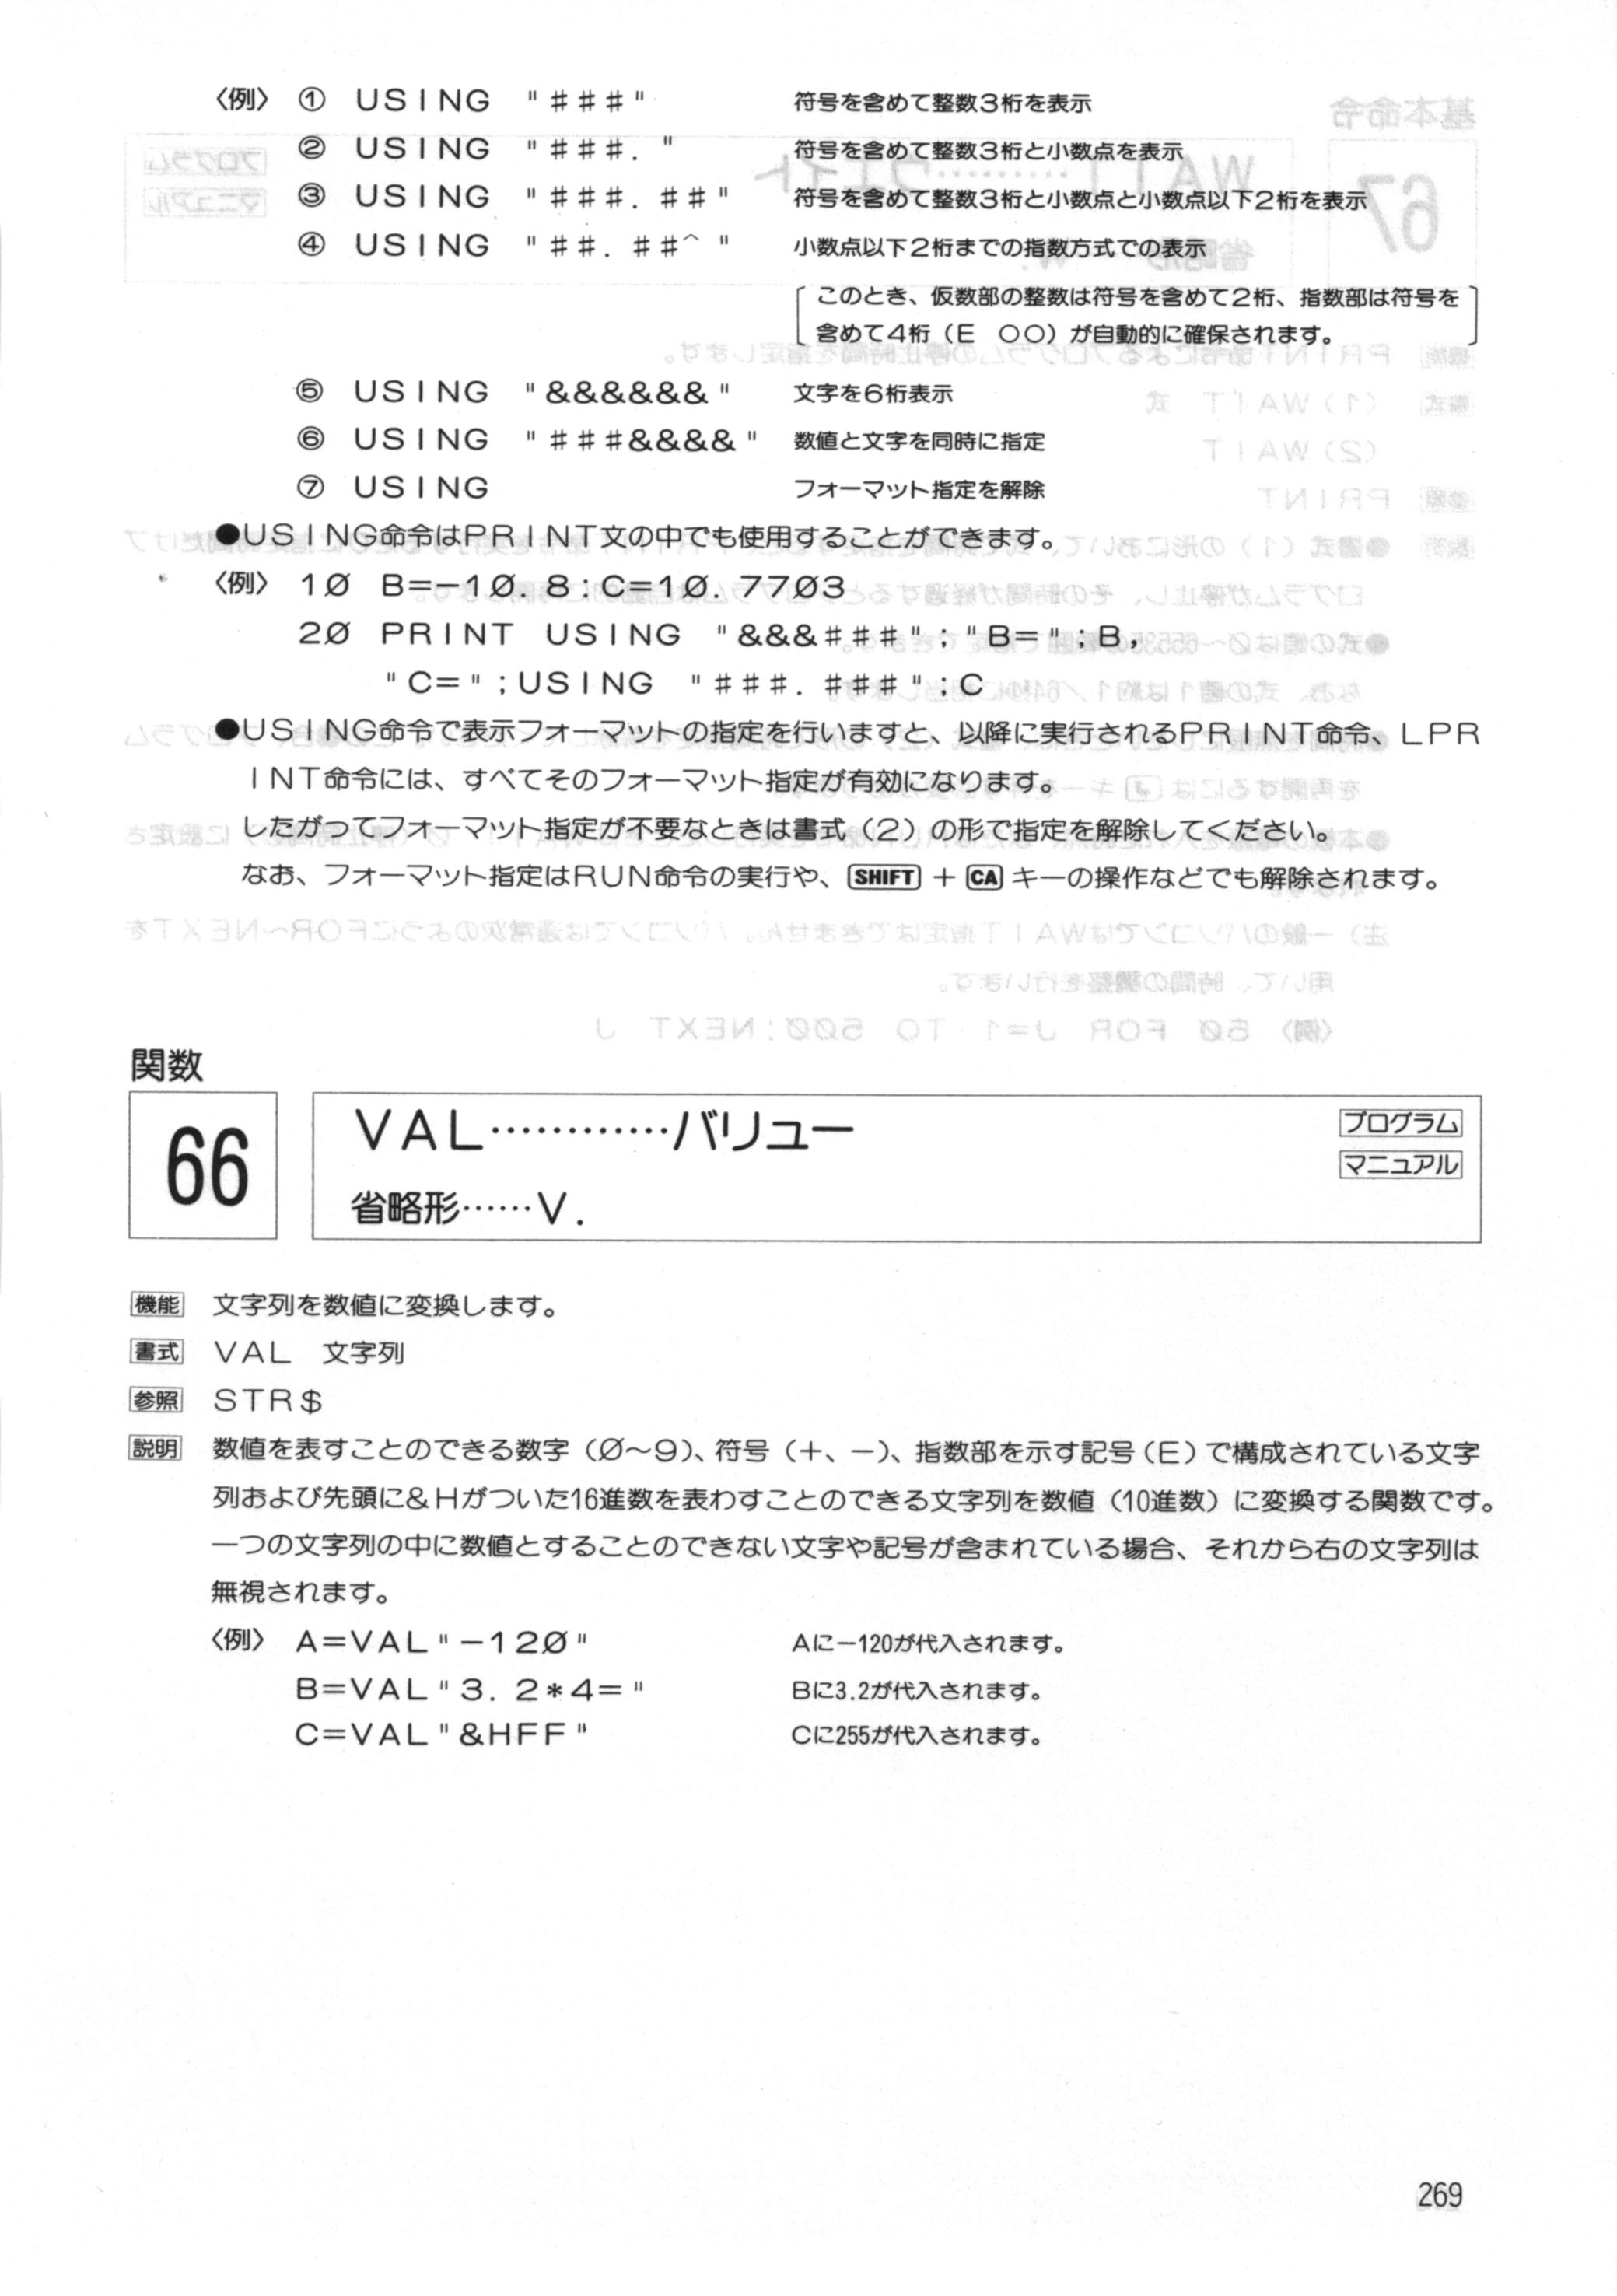 〈例〉 ① USING "###" 符号を含めて整数3桁を表示
② USING "###. " 符号を含めて整数3桁と小数点を表示
③ USING "###. ##" 符号を含めて整数3桁と小数点と小数点以下2桁を表示
④ USING "##. ##^ " 小数点以下2桁までの指数方式での表示
このとき、仮数部の整数は符号を含めて2桁、指数部は符号を
含めて4桁（E ○○）が自動的に確保されます。
⑤ USING "&&&&&&" 文字を6桁表示
⑥ USING "###&&&&" 数値と文字を同時に指定
⑦ USING フォーマット指定を解除
●USING命令はPRINT文の中でも使用することができます。
〈例〉 1Ø B=−1Ø. 8:C=1Ø. 77Ø3
2Ø PRINT USING "&&&###";"B=";B,
"C=";USING "###. ###";C
●USING命令で表示フォーマットの指定を行いますと、以降に実行されるPRINT命令、LPR
INT命令には、すべてそのフォーマット指定が有効になります。
したがってフォーマット指定が不要なときは書式（2）の形で指定を解除してください。
なお、フォーマット指定はRUN命令の実行や、SHIFT＋CAキーの操作などでも解除されます。
関数
66
VAL…………バリュー
省略形……V.
プログラム
マニュアル
機能 文字列を数値に変換します。
書式 VAL 文字列
参照 STR$
説明 数値を表すことのできる数字（Ø〜9）、符号（＋、−）、指数部を示す記号（E）で構成されている文字
列および先頭に&Hがついた16進数を表わすことのできる文字列を数値（10進数）に変換する関数です。
一つの文字列の中に数値とすることのできない文字や記号が含まれている場合、それから右の文字列は
無視されます。
〈例〉 A=VAL"−12Ø" Aに−120が代入されます。
B=VAL"3. 2*4=" Bに3.2が代入されます。
C=VAL"&HFF" Cに255が代入されます。
269